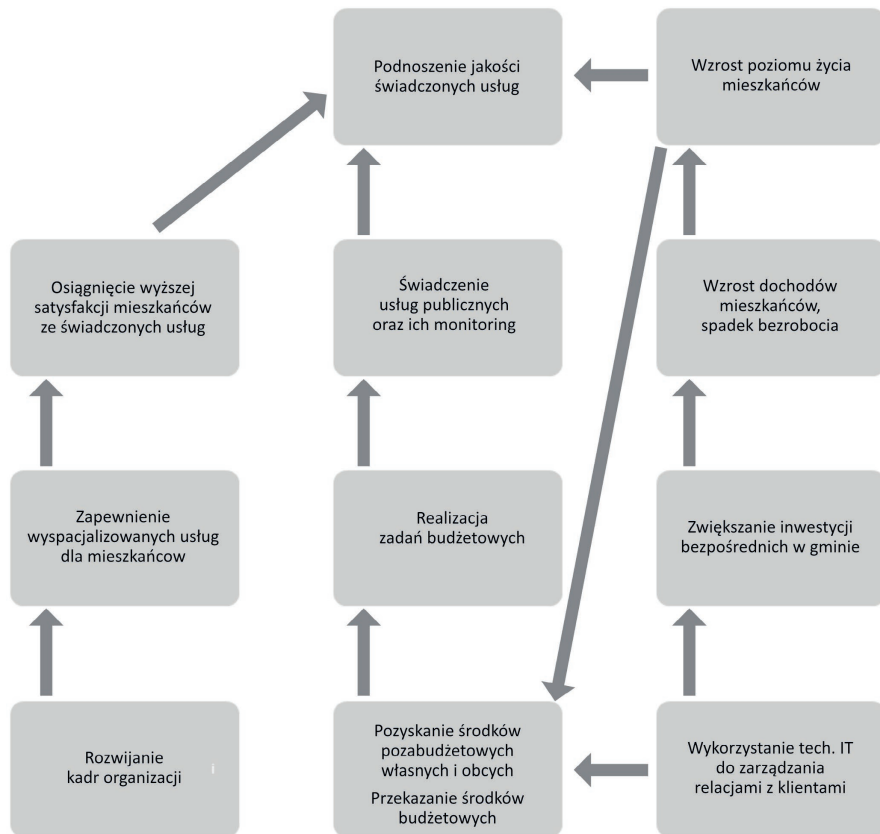 Podnoszenie jakości
świadczonych usług
Wzrost poziomu życia
mieszkańców
Osiągnięcie wyższej
satysfakcji mieszkańców
ze świadczonych usług
Świadczenie
usług publicznych
oraz ich monitoring
Wzrost dochodów
mieszkańców,
spadek bezrobocia
Zapewnienie
wyspacjalizowanych usług
dla mieszkańcow
Realizacja
zadań budżetowych
Zwiększanie inwestycji
bezpośrednich w gminie
Rozwijanie
kadr organizacji
Pozyskanie środków
pozabudżetowych
własnych i obcych
Przekazanie środków
budżetowych
Wykorzystanie tech. IT
do zarządzania
relacjami z klientami